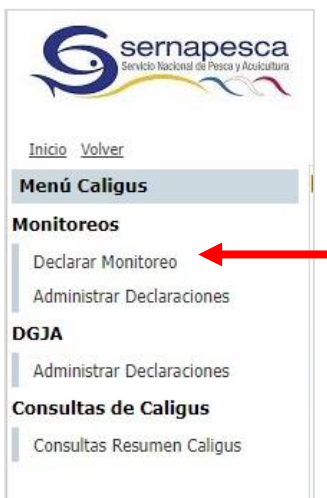 sernapesca
Servicio Nacional de Pesca y Acuicultura
Inicio Volver
Menú Caligus
Monitoreos
Declarar Monitoreo
Administrar Declaraciones
DGJA
Administrar Declaraciones
Consultas de Caligus
Consultas Resumen Caligus